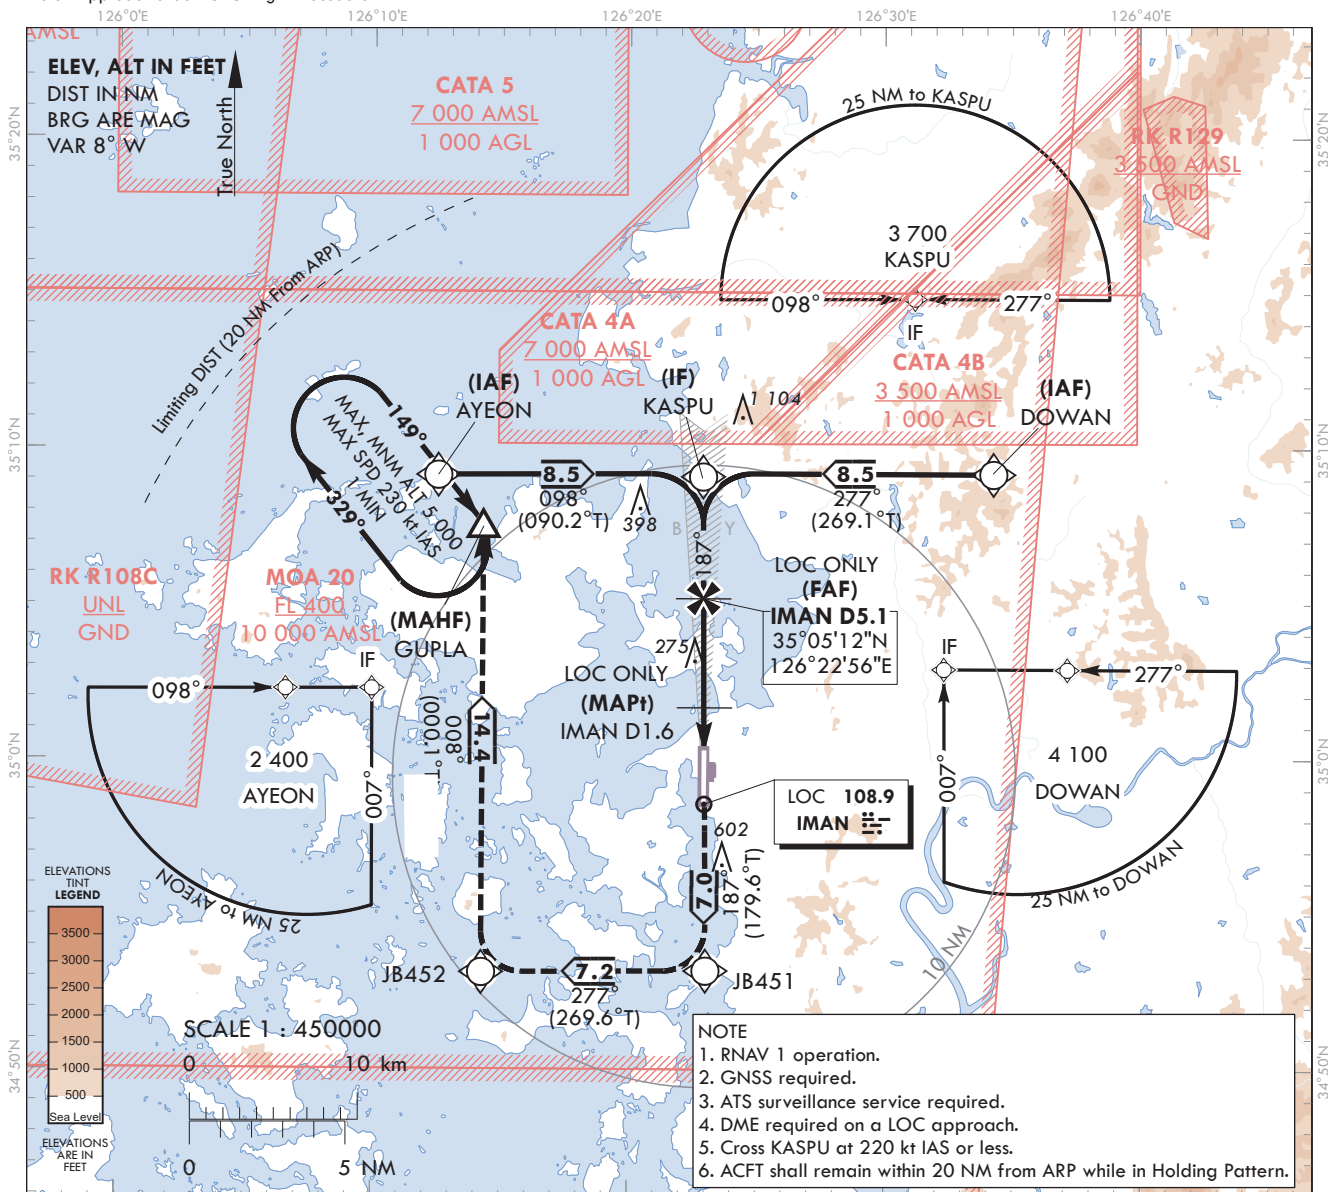 126°0'E
126°10'E
126°20'E
126°30'E
126°40'E
35°20'N
35°10'N
35°0'N
34°50'N
35°20'N
35°10'N
35°0'N
34°50'N
AMSL
ELEV, ALT IN FEET
DIST IN NM
BRG ARE MAG
VAR 8° W
True North
CATA 5
7 000 AMSL
1 000 AGL
25 NM to KASPU
3 700
KASPU
098°
277°
IF
RK R129
3 500 AMSL
GND
Limiting DIST (20 NM From ARP)
CATA 4A
7 000 AMSL
1 000 AGL
CATA 4B
3 500 AMSL
1 000 AGL
(IAF)
AYEON
(IF)
KASPU
1 104
(IAF)
DOWAN
149°
MAX, MNM ALT 5 000
MAX SPD 230 kt IAS
1 MIN
329°
8.5
098°
(090.2°T)
398
8.5
277°
(269.1°T)
B
Y
187°
LOC ONLY
(FAF)
IMAN D5.1
35°05'12"N
126°22'56"E
RK R108C
UNL
GND
MOA 20
FL 400
10 000 AMSL
(MAHF)
GUPLA
275
LOC ONLY
(MAPt)
IMAN D1.6
098°
IF
2 400
AYEON
007°
25 NM to AYEON
14.4
008°
(000.1°T)
IF
277°
4 100
DOWAN
007°
25 NM to DOWAN
LOC 108.9
IMAN
602
7.0
187°
(179.6°T)
10 NM
JB452
7.2
277°
(269.6°T)
JB451
ELEVATIONS
TINT
LEGEND
3500
3000
2500
2000
1500
1000
500
Sea Level
ELEVATIONS
ARE IN
FEET
SCALE 1 : 450000
0
10 km
0
5 NM
NOTE
1. RNAV 1 operation.
2. GNSS required.
3. ATS surveillance service required.
4. DME required on a LOC approach.
5. Cross KASPU at 220 kt IAS or less.
6. ACFT shall remain within 20 NM from ARP while in Holding Pattern.